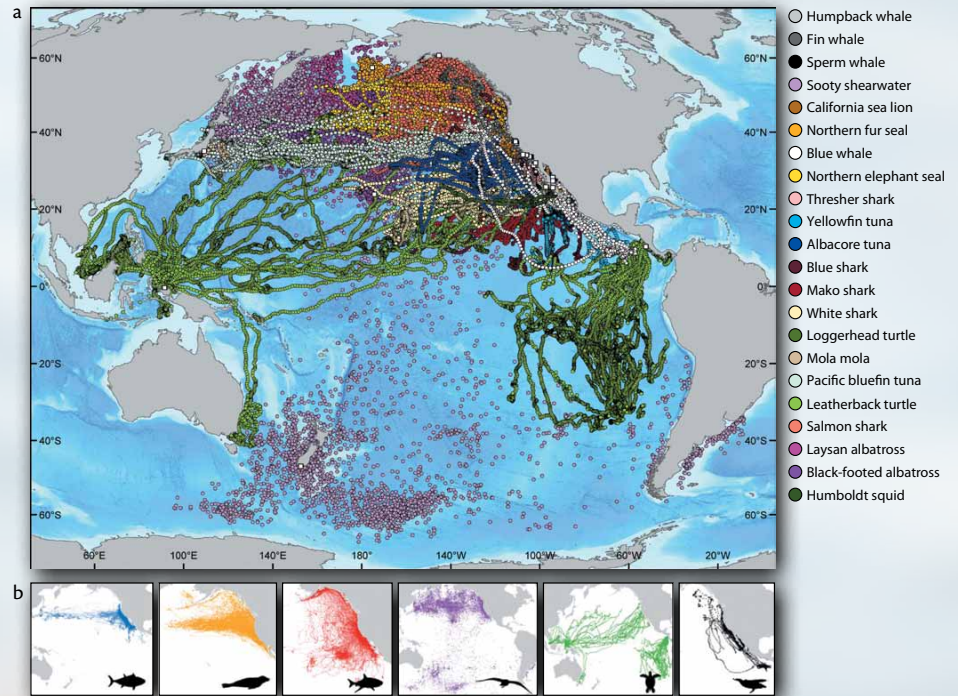 a
60°N
40°N
20°N
0°
20°S
40°S
60°S
60°N
40°N
20°N
0°
20°S
40°S
60°S
60°E
100°E
140°E
180°
140°W
100°W
60°W
20°W
Humpback whale
Fin whale
Sperm whale
Sooty shearwater
California sea lion
Northern fur seal
Blue whale
Northern elephant seal
Thresher shark
Yellowfin tuna
Albacore tuna
Blue shark
Mako shark
White shark
Loggerhead turtle
Mola mola
Pacific bluefin tuna
Leatherback turtle
Salmon shark
Laysan albatross
Black-footed albatross
Humboldt squid
b